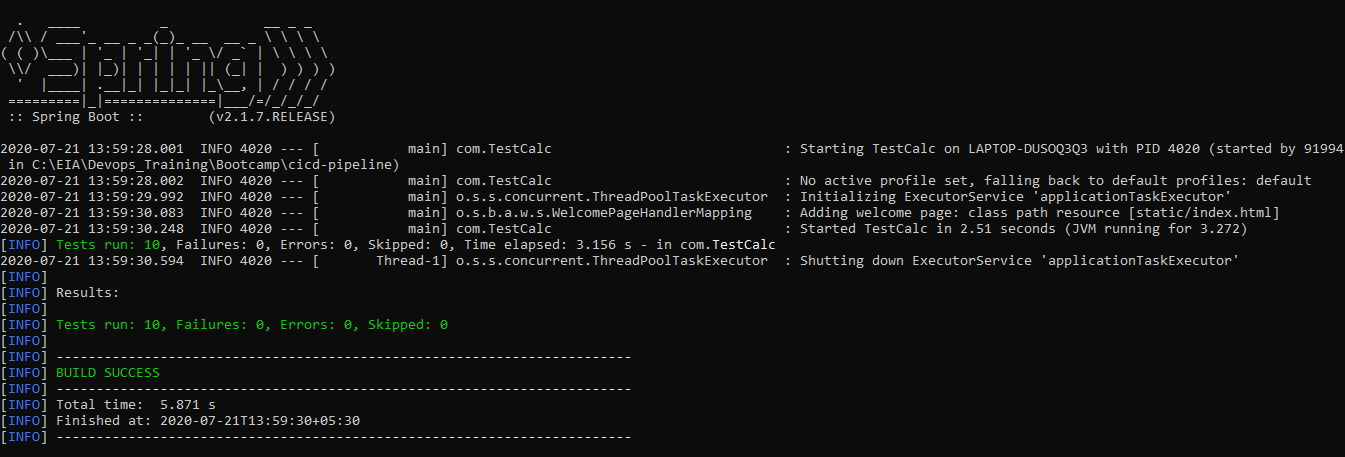 .   ____          _            __ _ _
 /\\ / ___'_ __ _ _(_)_ __  __ _ \ \ \ \
( ( )\___ | '_ | '_| | '_ \/ _` | \ \ \ \
 \\/  ___)| |_)| | | | | || (_| |  ) ) ) )
  '  |____| .__|_| |_|_| |_\__, | / / / /
 =========|_|==============|___/=/_/_/_/
 :: Spring Boot ::        (v2.1.7.RELEASE)
2020-07-21 13:59:28.001  INFO 4020 --- [           main] com.TestCalc                             : Starting TestCalc on LAPTOP-DUSOQ3Q3 with PID 4020 (started by 91994
 in C:\EIA\Devops_Training\Bootcamp\cicd-pipeline)
2020-07-21 13:59:28.002  INFO 4020 --- [           main] com.TestCalc                             : No active profile set, falling back to default profiles: default
2020-07-21 13:59:29.992  INFO 4020 --- [           main] o.s.s.concurrent.ThreadPoolTaskExecutor  : Initializing ExecutorService 'applicationTaskExecutor'
2020-07-21 13:59:30.083  INFO 4020 --- [           main] o.s.b.a.w.s.WelcomePageHandlerMapping    : Adding welcome page: class path resource [static/index.html]
2020-07-21 13:59:30.248  INFO 4020 --- [           main] com.TestCalc                             : Started TestCalc in 2.51 seconds (JVM running for 3.272)
[INFO] Tests run: 10, Failures: 0, Errors: 0, Skipped: 0, Time elapsed: 3.156 s - in com.TestCalc
2020-07-21 13:59:30.594  INFO 4020 --- [       Thread-1] o.s.s.concurrent.ThreadPoolTaskExecutor  : Shutting down ExecutorService 'applicationTaskExecutor'
[INFO]
[INFO] Results:
[INFO]
[INFO] Tests run: 10, Failures: 0, Errors: 0, Skipped: 0
[INFO]
[INFO] ------------------------------------------------------------------------
[INFO] BUILD SUCCESS
[INFO] ------------------------------------------------------------------------
[INFO] Total time:  5.871 s
[INFO] Finished at: 2020-07-21T13:59:30+05:30
[INFO] ------------------------------------------------------------------------